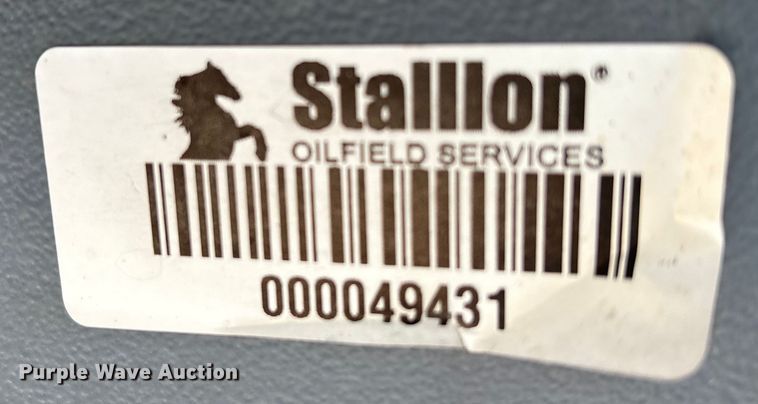 Stallion®
OILFIELD SERVICES
000049431
Purple Wave Auction